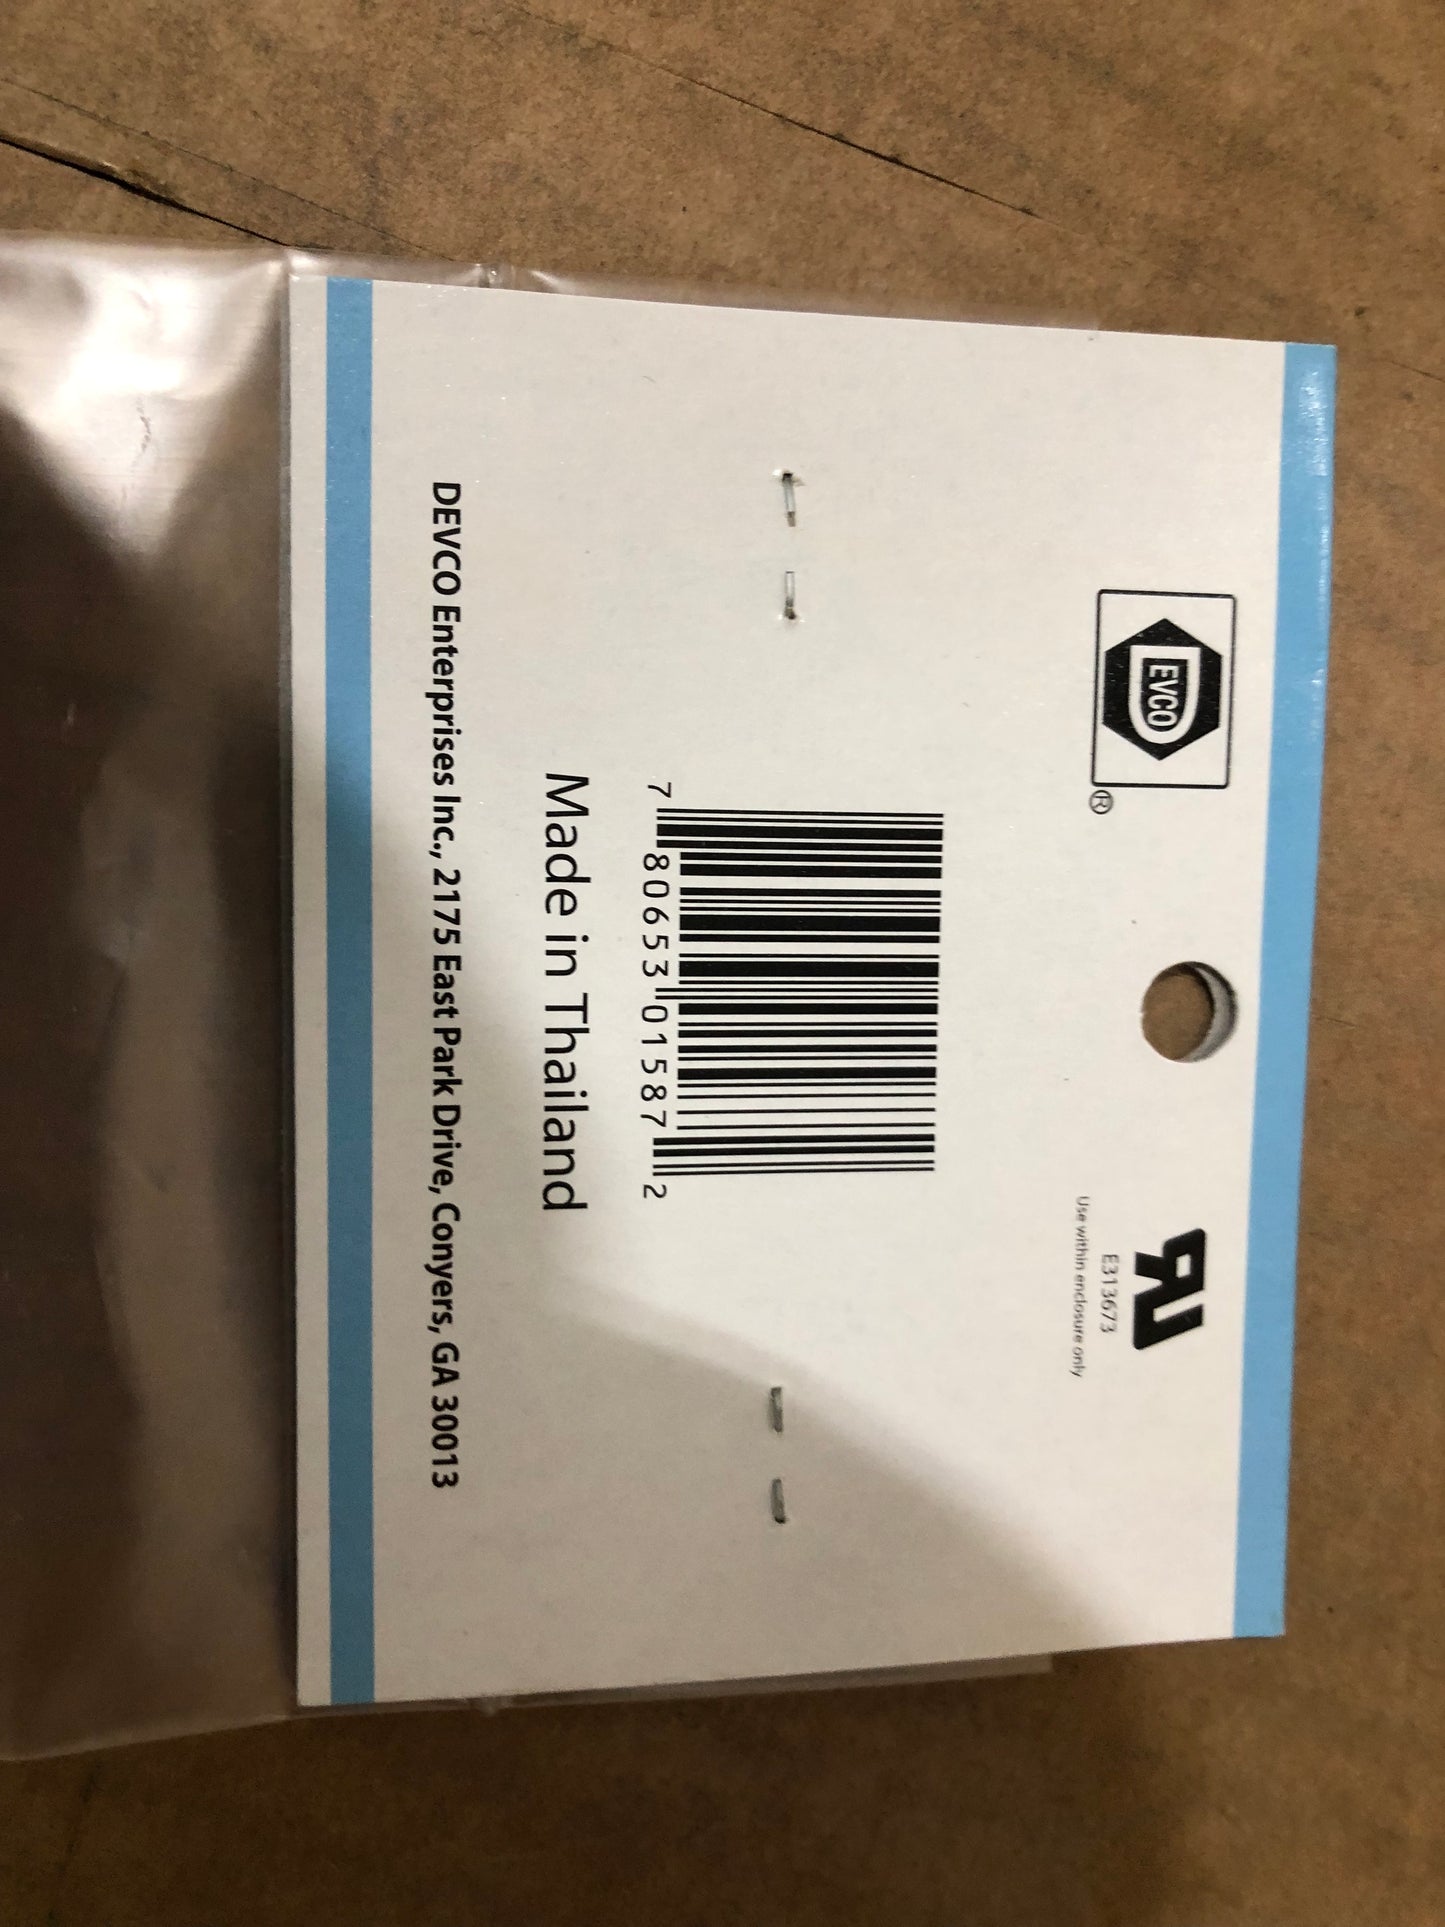 DEVCO
®
E313673
Use within enclosure only
7 80653 01587 2
Made in Thailand
DEVCO Enterprises Inc., 2175 East Park Drive, Conyers, GA 30013